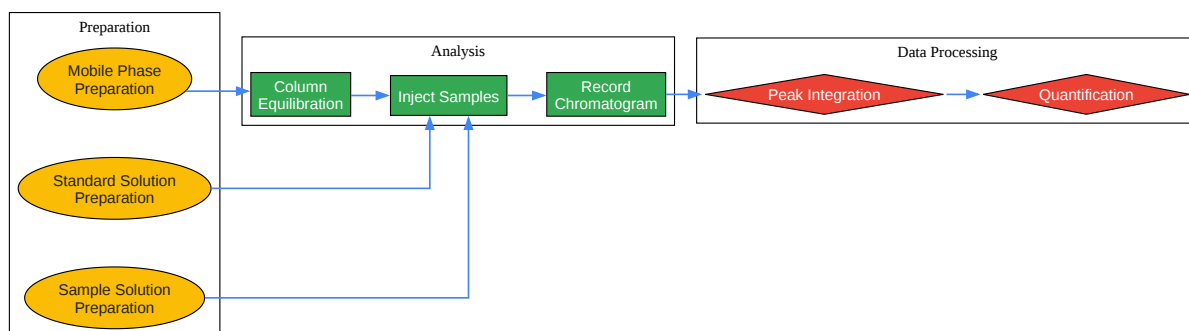 Preparation
Mobile Phase
Preparation
Standard Solution
Preparation
Sample Solution
Preparation
Analysis
Column
Equilibration
Inject Samples
Record
Chromatogram
Data Processing
Peak Integration
Quantification